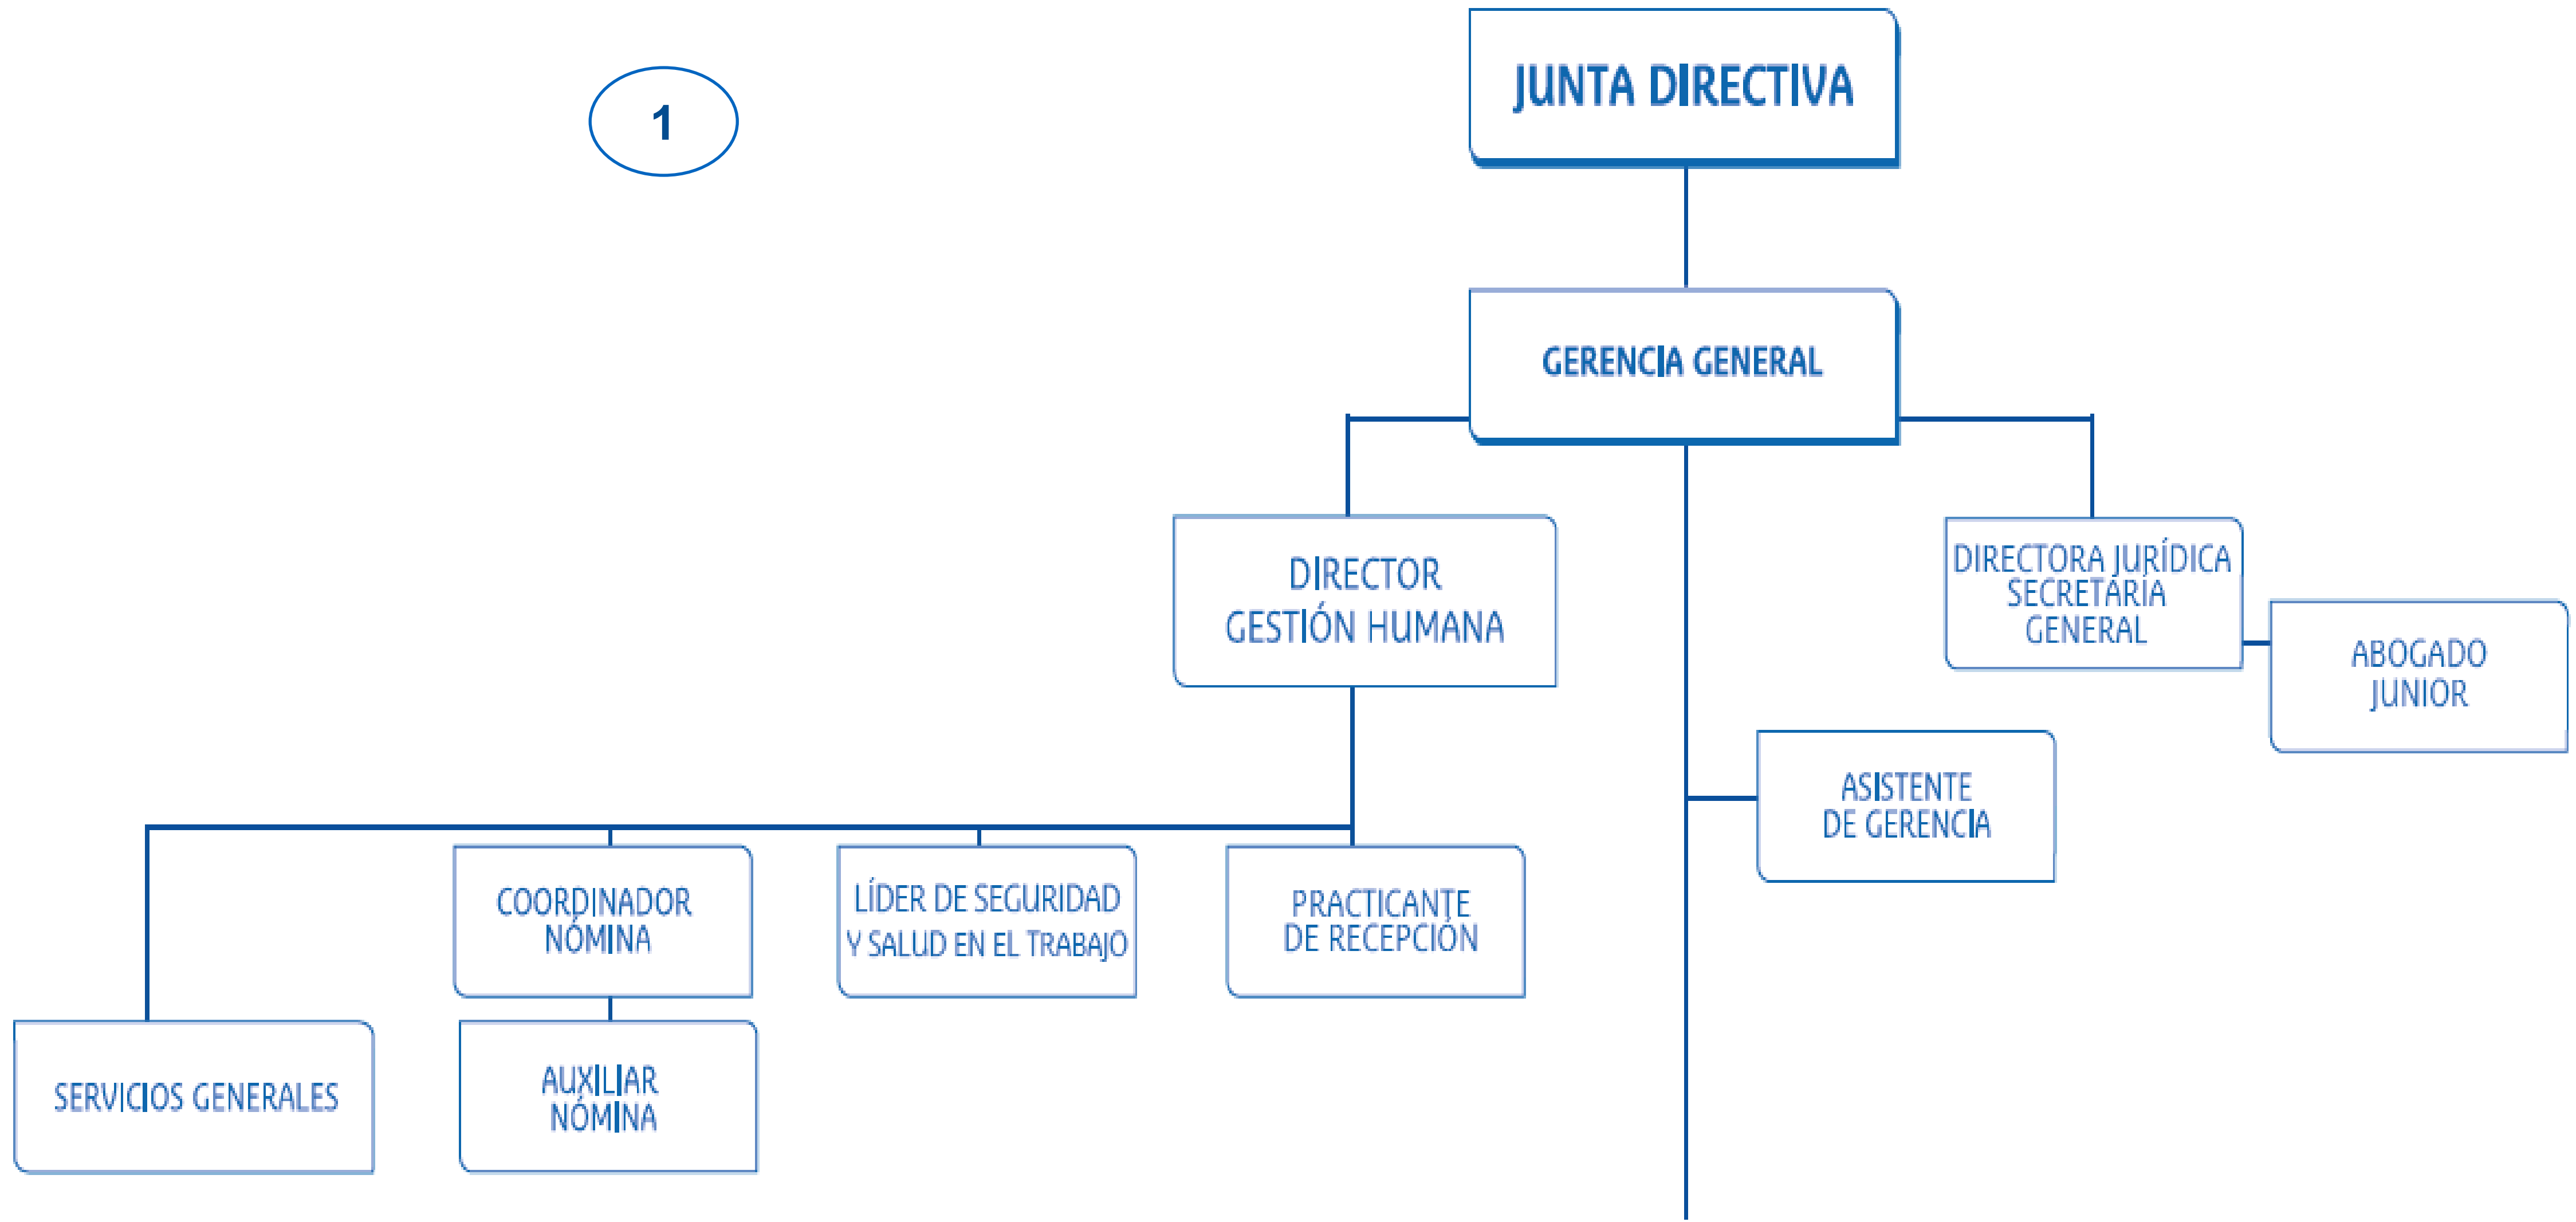 1
JUNTA DIRECTIVA
GERENCIA GENERAL
DIRECTOR
GESTIÓN HUMANA
DIRECTORA JURÍDICA
SECRETARÍA
GENERAL
ABOGADO
JUNIOR
ASISTENTE
DE GERENCIA
COORDINADOR
NÓMINA
LÍDER DE SEGURIDAD
Y SALUD EN EL TRABAJO
PRACTICANTE
DE RECEPCIÓN
SERVICIOS GENERALES
AUXILIAR
NÓMINA